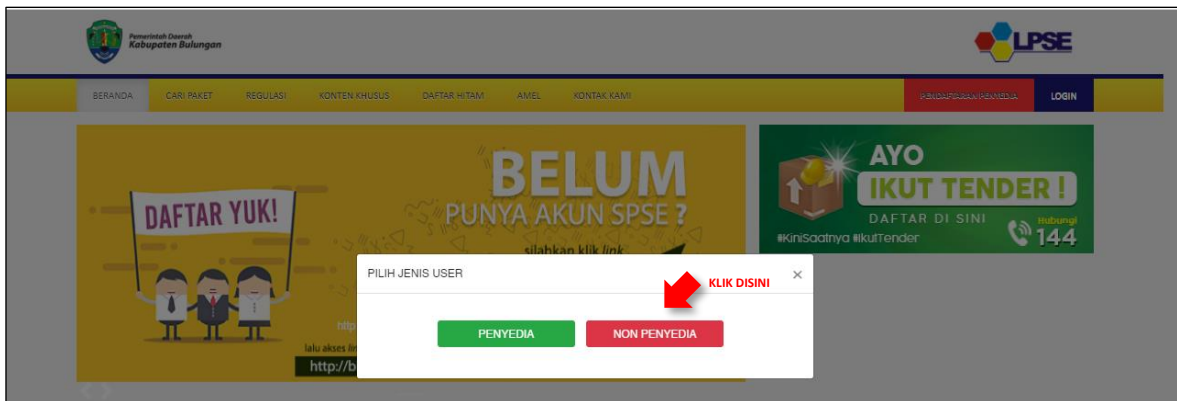 Pemerintah Daerah
Kabupaten Bulungan
LPSE
BERANDA CARI PAKET REGULASI KONTEN KHUSUS DAFTAR HITAM AMEL KONTAK KAMI PENDAFTARAN PENYEDIA LOGIN
DAFTAR YUK!
BELUM
PUNYA AKUN SPSE ?
silahkan klik link
http
lalu akses lin
http://b
AYO
IKUT TENDER !
DAFTAR DI SINI
#KiniSaatnya #IkutTender
Hubungi
144
PILIH JENIS USER
×
KLIK DISINI
PENYEDIA
NON PENYEDIA